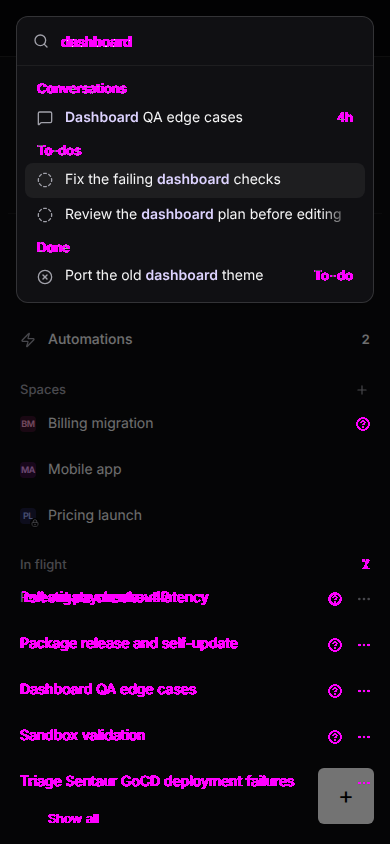 dashboard
Conversations
Dashboard QA edge cases 4h
To-dos
Fix the failing dashboard checks
Review the dashboard plan before editing
Done
Port the old dashboard theme To-do
Automations 2
Spaces +
BM Billing migration
MA Mobile app
PL Pricing launch
In flight
latency
Package release and self-update
Dashboard QA edge cases
Sandbox validation
Triage Sentaur GoCD deployment failures
Show all